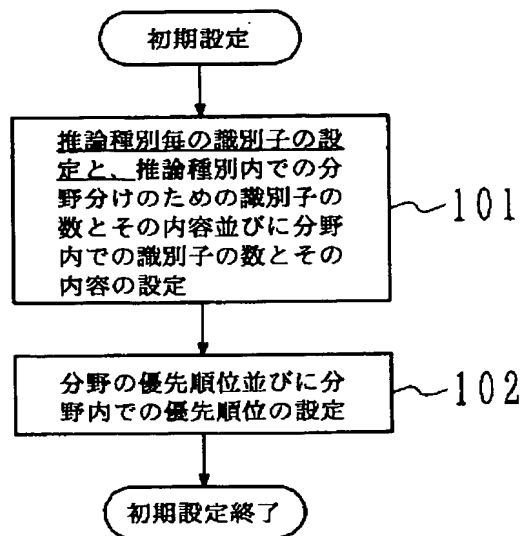 初期設定
推論種別毎の識別子の設
定と、推論種別内での分
野分けのための識別子の
数とその内容並びに分野
内での識別子の数とその
内容の設定
101
分野の優先順位並びに分
野内での優先順位の設定
102
初期設定終了